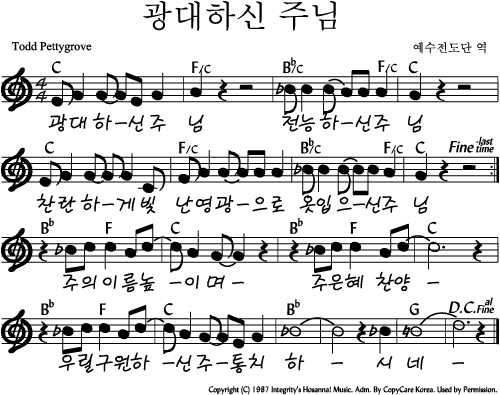 광대하신 주님
Todd Pettygrove
예수전도단 역
C F/C B♭/C C
광대 하-신주 님 전능하-신주 님
C F/C B♭/C F/C C Fine-last time
찬란 하-게빛 난영광-으로 옷입 으-신주 님
B♭ F C B♭ F C
주의이름높-이며- 주은혜 찬양-
B♭ F C B♭ G D.C. al Fine
우릴구원하-신주-통치 하- 시 네-
Copyright (C) 1987 Integrity's Hosanna! Music. Adm. By CopyCare Korea. Used by Permission.